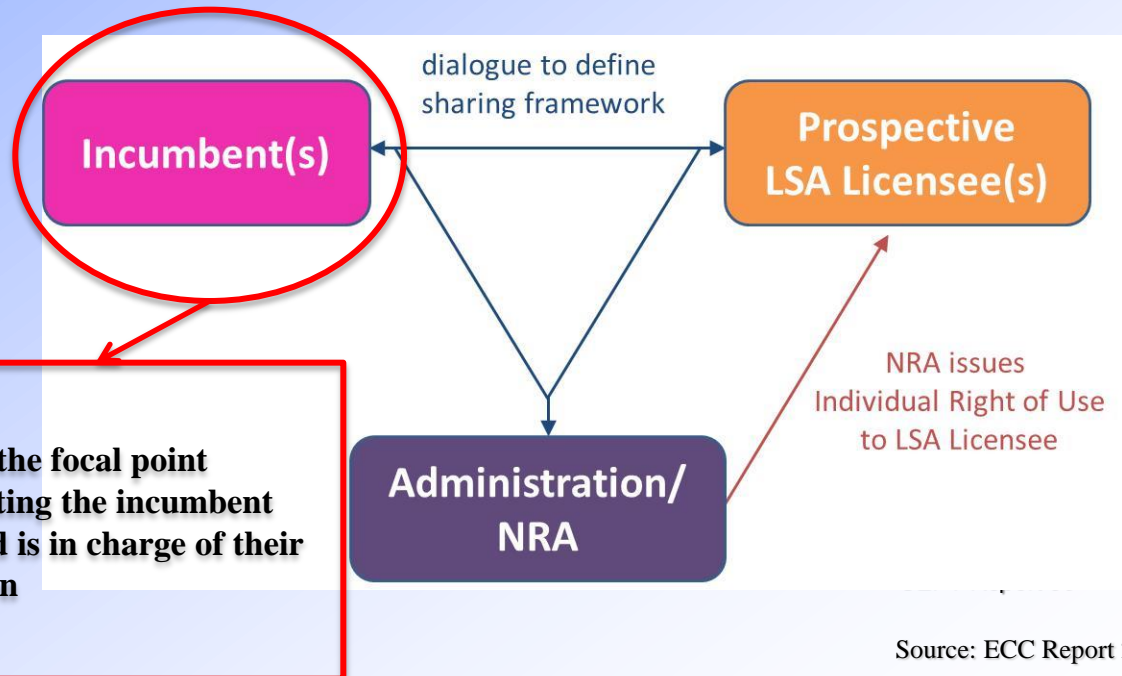 dialogue to define
sharing framework
Incumbent(s)
Prospective
LSA Licensee(s)
NRA issues
Individual Right of Use
to LSA Licensee
Administration/
NRA
the focal point
ting the incumbent
is in charge of their
Source: ECC Report